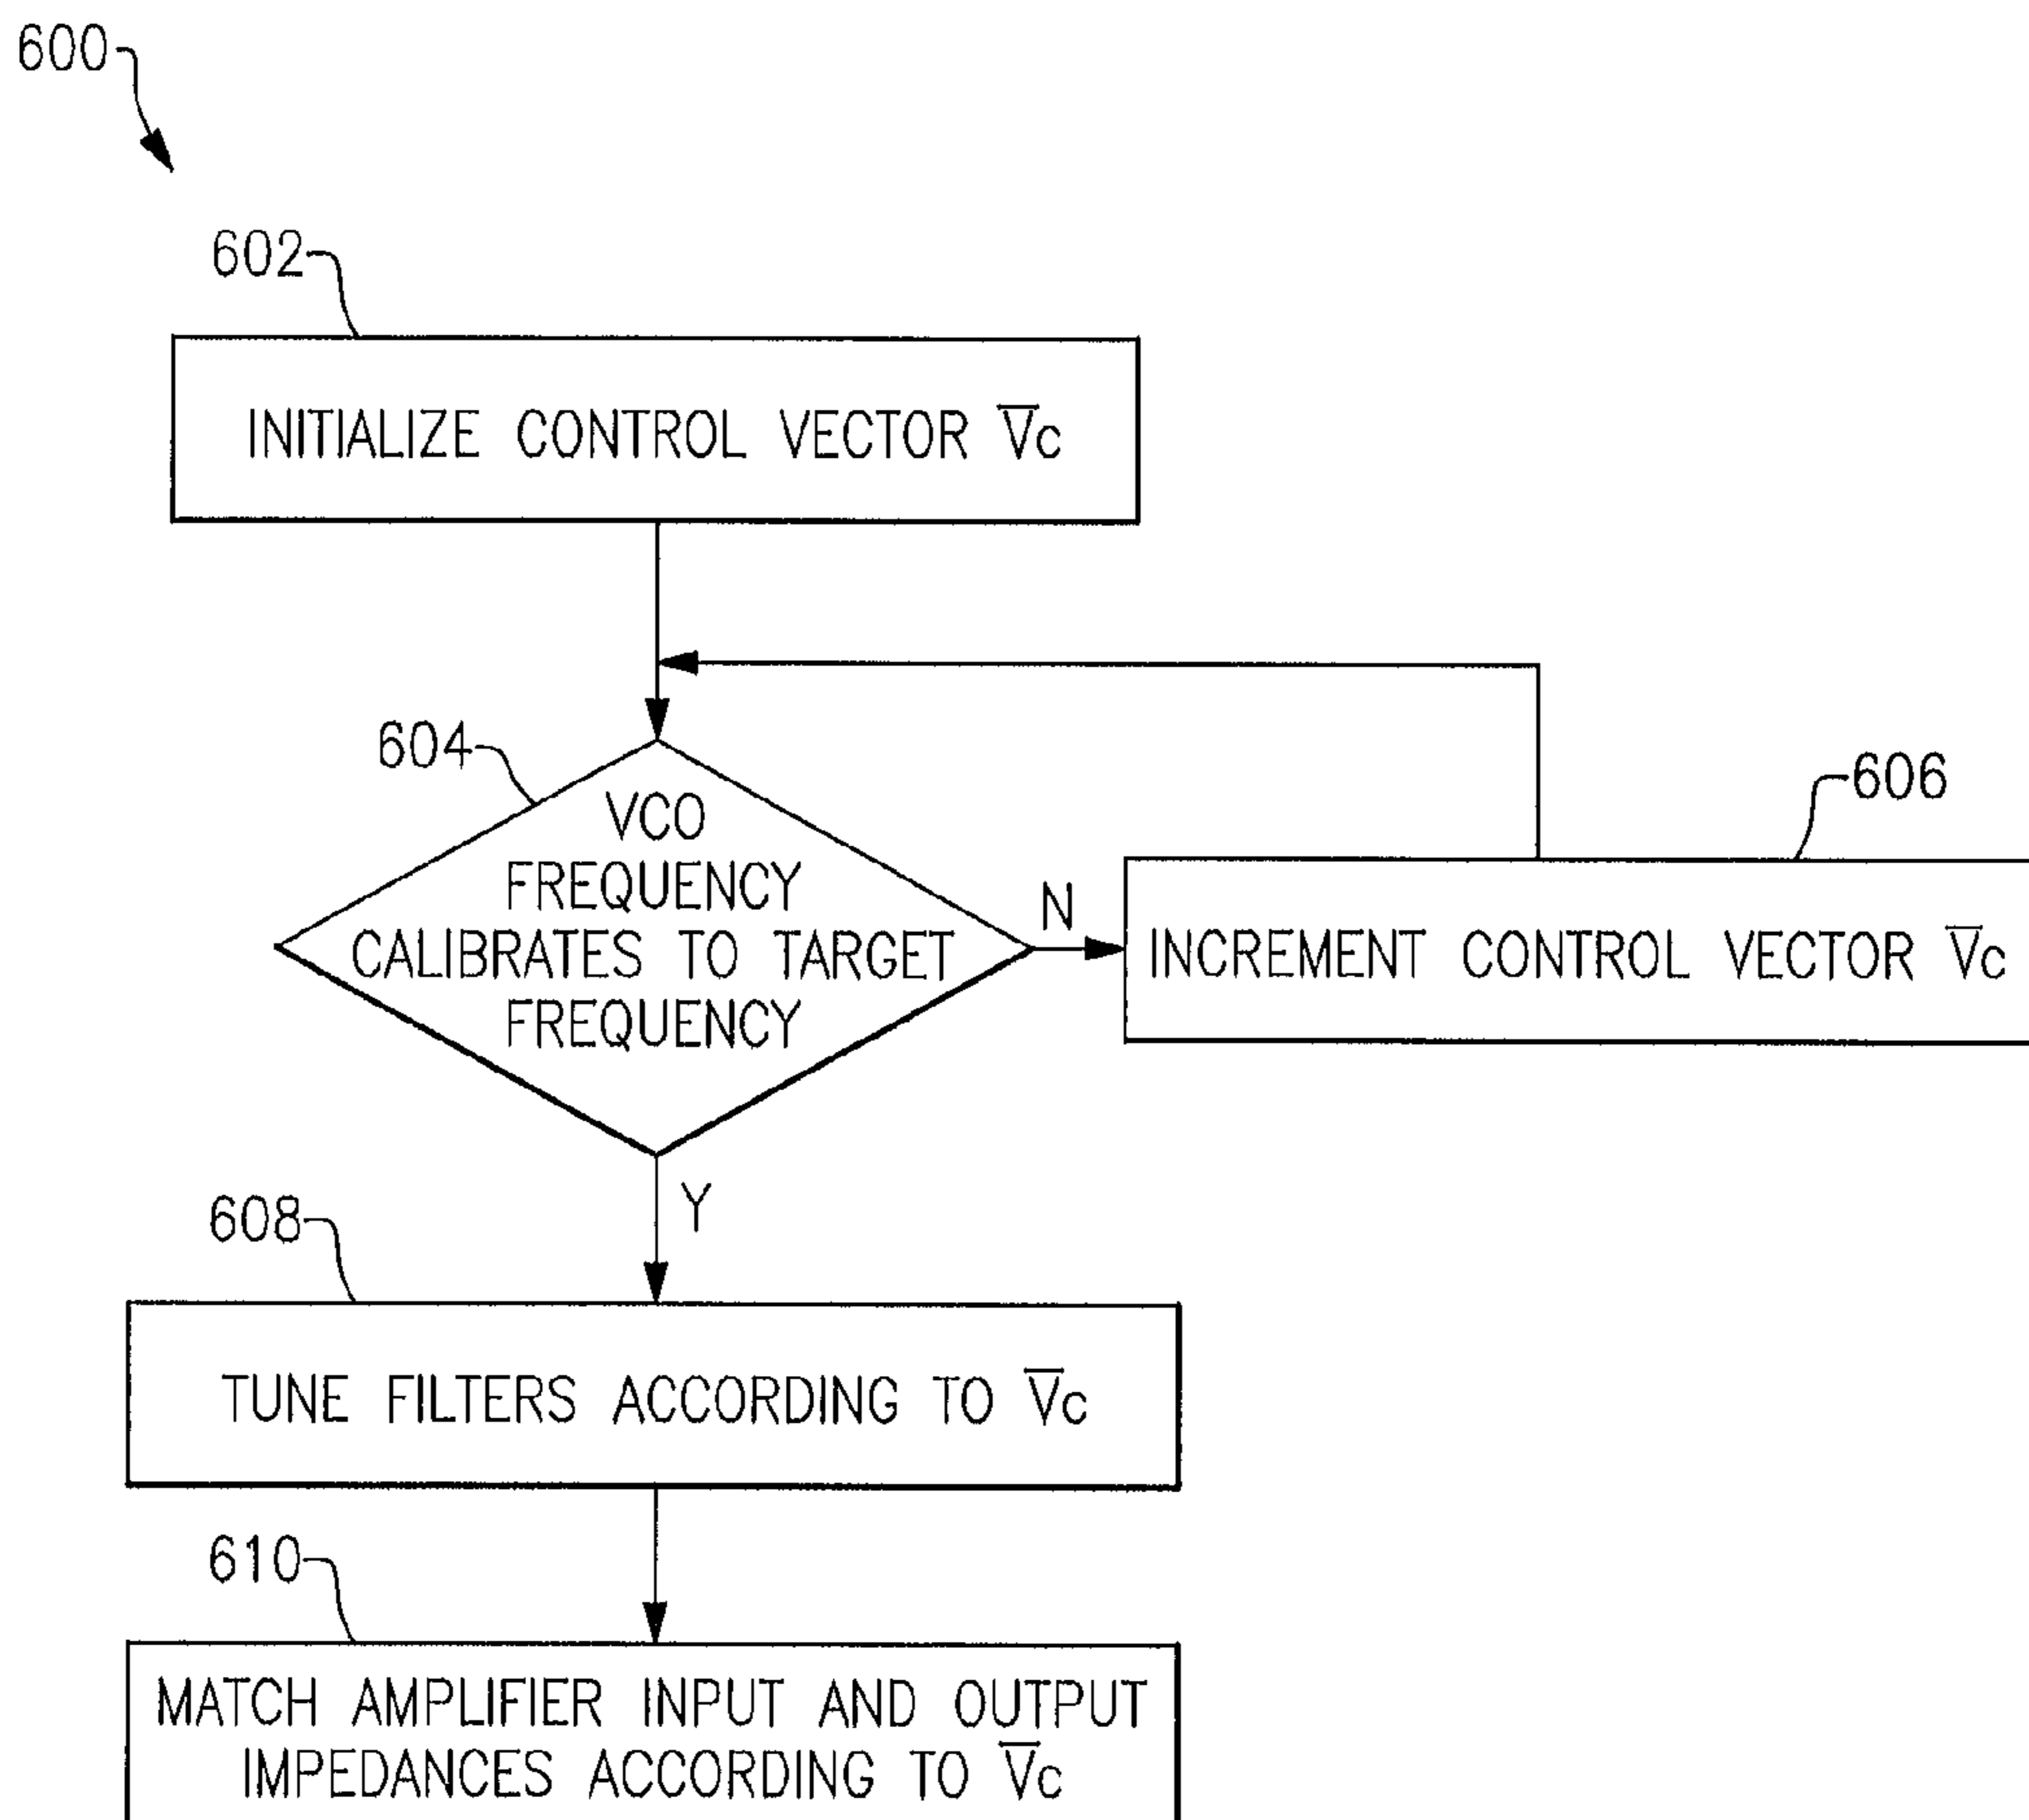 600
602
INITIALIZE CONTROL VECTOR V̅c
604
VCO
FREQUENCY
CALIBRATES TO TARGET
FREQUENCY
N
606
INCREMENT CONTROL VECTOR V̅c
Y
608
TUNE FILTERS ACCORDING TO V̅c
610
MATCH AMPLIFIER INPUT AND OUTPUT
IMPEDANCES ACCORDING TO V̅c